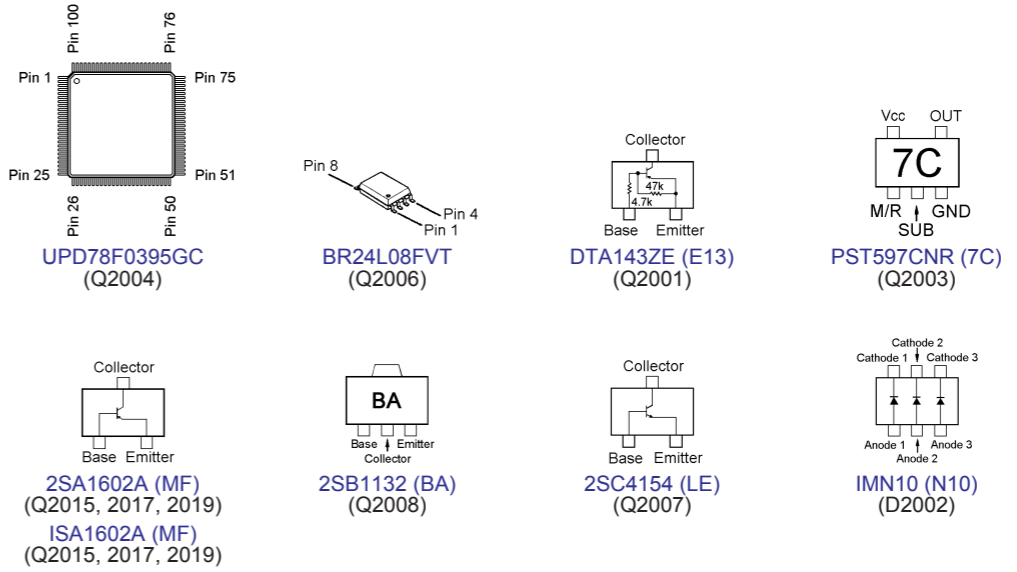 Pin 100
Pin 76
Pin 1
Pin 75
Pin 25
Pin 51
Pin 26
Pin 50
UPD78F0395GC
(Q2004)
Pin 8
Pin 4
Pin 1
BR24L08FVT
(Q2006)
Collector
47k
4.7k
Base Emitter
DTA143ZE (E13)
(Q2001)
Vcc OUT
7C
M/R GND
SUB
PST597CNR (7C)
(Q2003)
Collector
Base Emitter
2SA1602A (MF)
(Q2015, 2017, 2019)
ISA1602A (MF)
(Q2015, 2017, 2019)
BA
Base Emitter
Collector
2SB1132 (BA)
(Q2008)
Collector
Base Emitter
2SC4154 (LE)
(Q2007)
Cathode 2
Cathode 1 Cathode 3
Anode 1 Anode 3
Anode 2
IMN10 (N10)
(D2002)